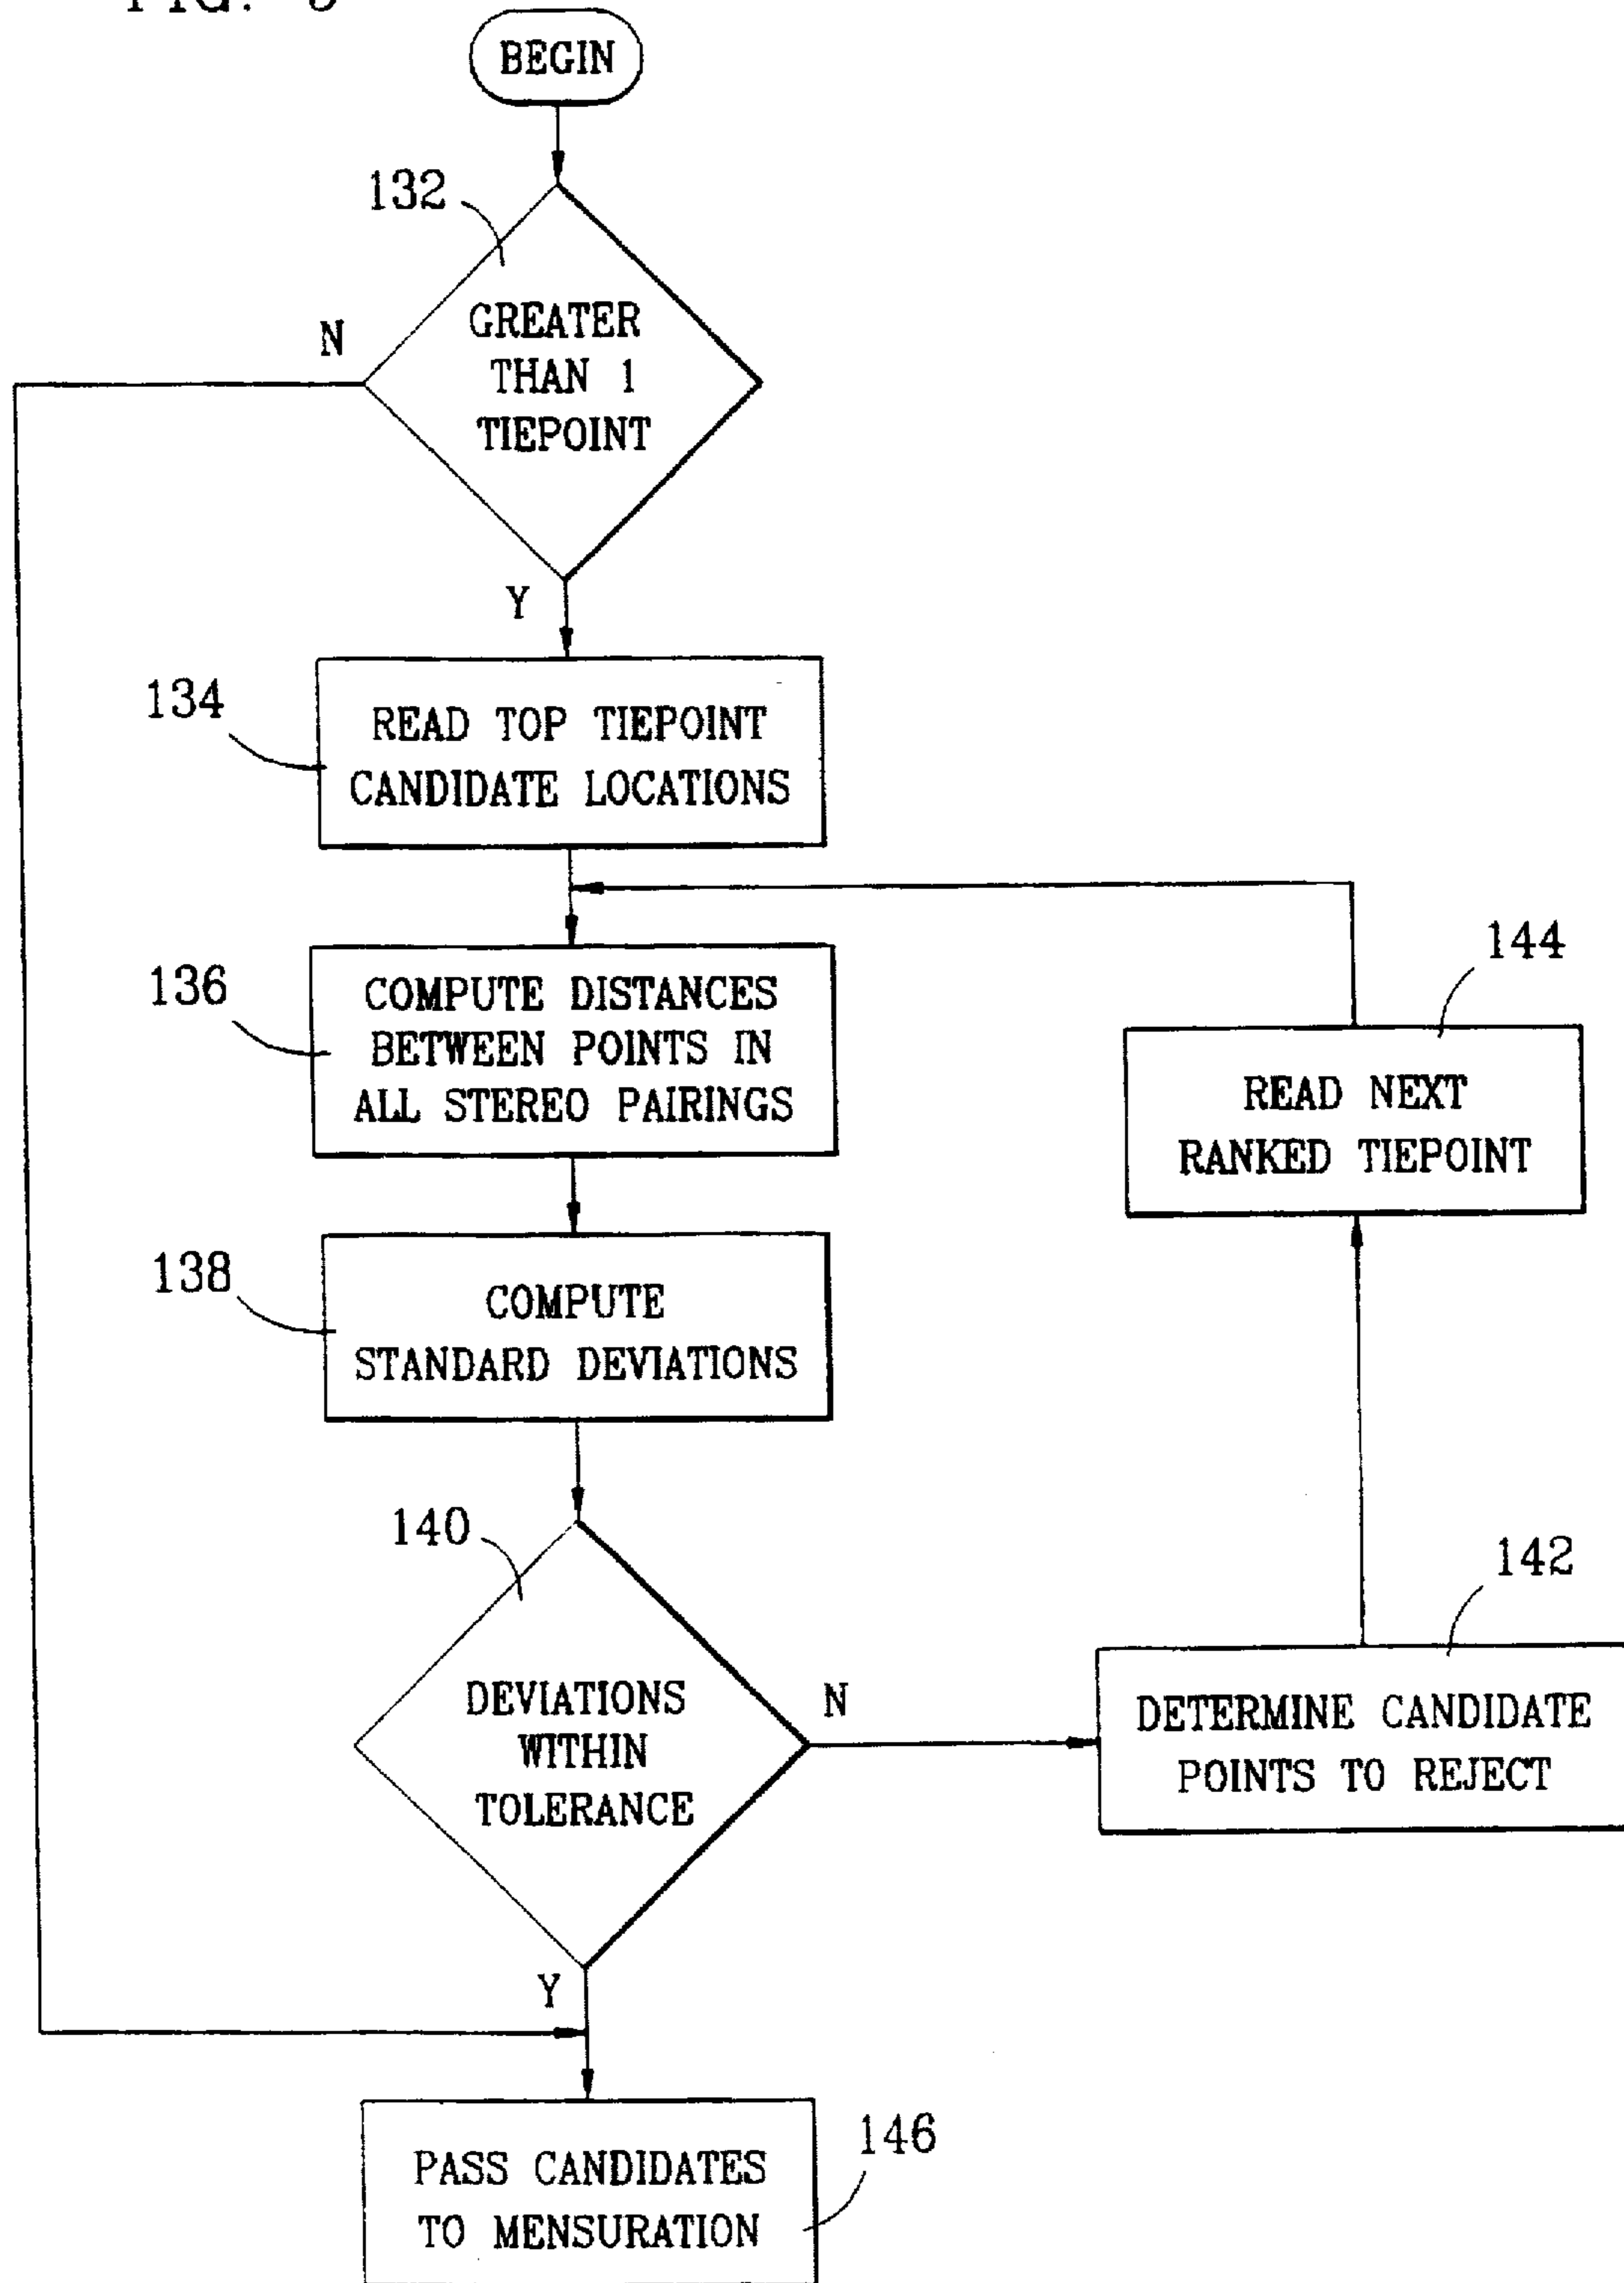 BEGIN
132
GREATER
THAN 1
TIEPOINT
N
Y
134
READ TOP TIEPOINT
CANDIDATE LOCATIONS
136
COMPUTE DISTANCES
BETWEEN POINTS IN
ALL STEREO PAIRINGS
144
READ NEXT
RANKED TIEPOINT
138
COMPUTE
STANDARD DEVIATIONS
140
DEVIATIONS
WITHIN
TOLERANCE
N
Y
142
DETERMINE CANDIDATE
POINTS TO REJECT
146
PASS CANDIDATES
TO MENSURATION